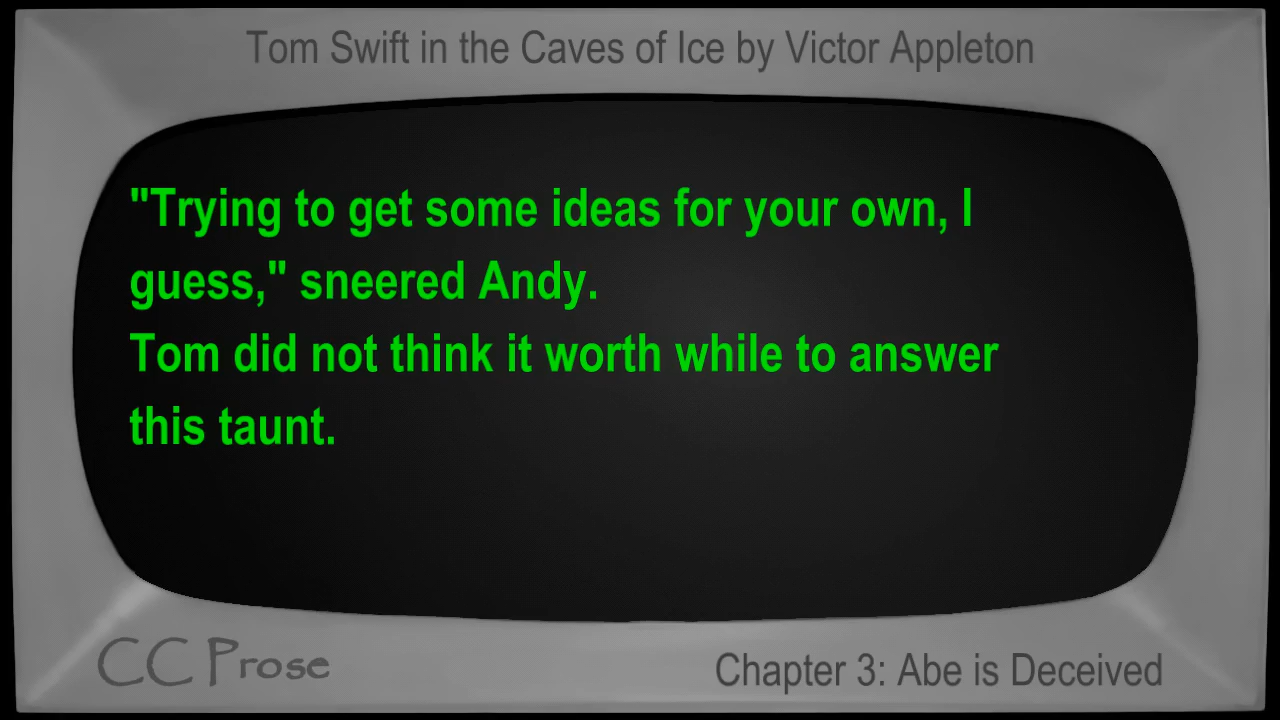 Tom Swift in the Caves of Ice by Victor Appleton
"Trying to get some ideas for your own, I
guess," sneered Andy.
Tom did not think it worth while to answer
this taunt.
CC Prose
Chapter 3: Abe is Deceived